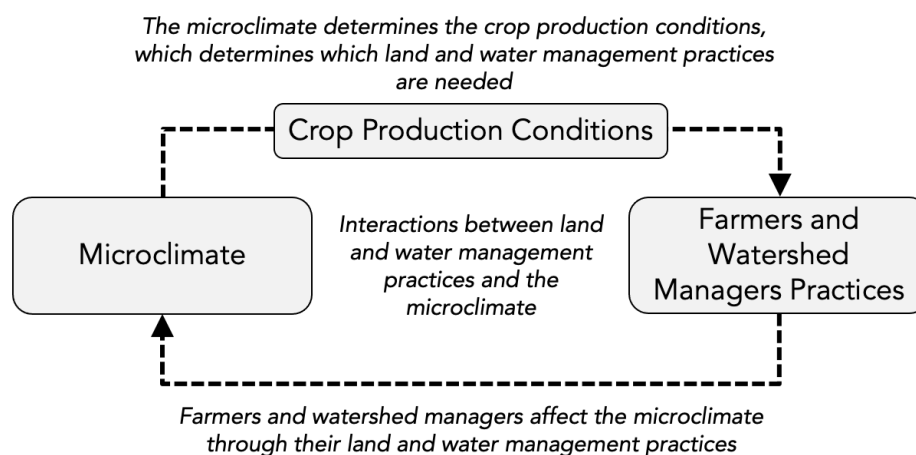 The microclimate determines the crop production conditions,
which determines which land and water management practices
are needed
Crop Production Conditions
Microclimate
Interactions between land
and water management
practices and the
microclimate
Farmers and
Watershed
Managers Practices
Farmers and watershed managers affect the microclimate
through their land and water management practices